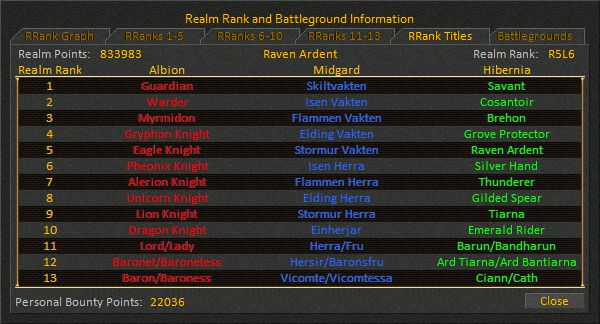 Realm Rank and Battleground Information
RRank Graph RRanks 1-5 RRanks 6-10 RRanks 11-13 RRank Titles Battlegrounds
Realm Points: 833983 Raven Ardent Realm Rank: R5L6
Realm Rank Albion Midgard Hibernia
1 Guardian Skiltvakten Savant
2 Warder Isen Vakten Cosantoir
3 Myrmidon Flammen Vakten Brehon
4 Gryphon Knight Elding Vakten Grove Protector
5 Eagle Knight Stormur Vakten Raven Ardent
6 Pheonix Knight Isen Herra Silver Hand
7 Alerion Knight Flammen Herra Thunderer
8 Unicorn Knight Elding Herra Gilded Spear
9 Lion Knight Stormur Herra Tiarna
10 Dragon Knight Einherjar Emerald Rider
11 Lord/Lady Herra/Fru Barun/Bandharun
12 Baronet/Baronetess Hersir/Baronsfru Ard Tiarna/Ard Bantiarna
13 Baron/Baroness Vicomte/Vicomtessa Ciann/Cath
Personal Bounty Points: 22036 Close